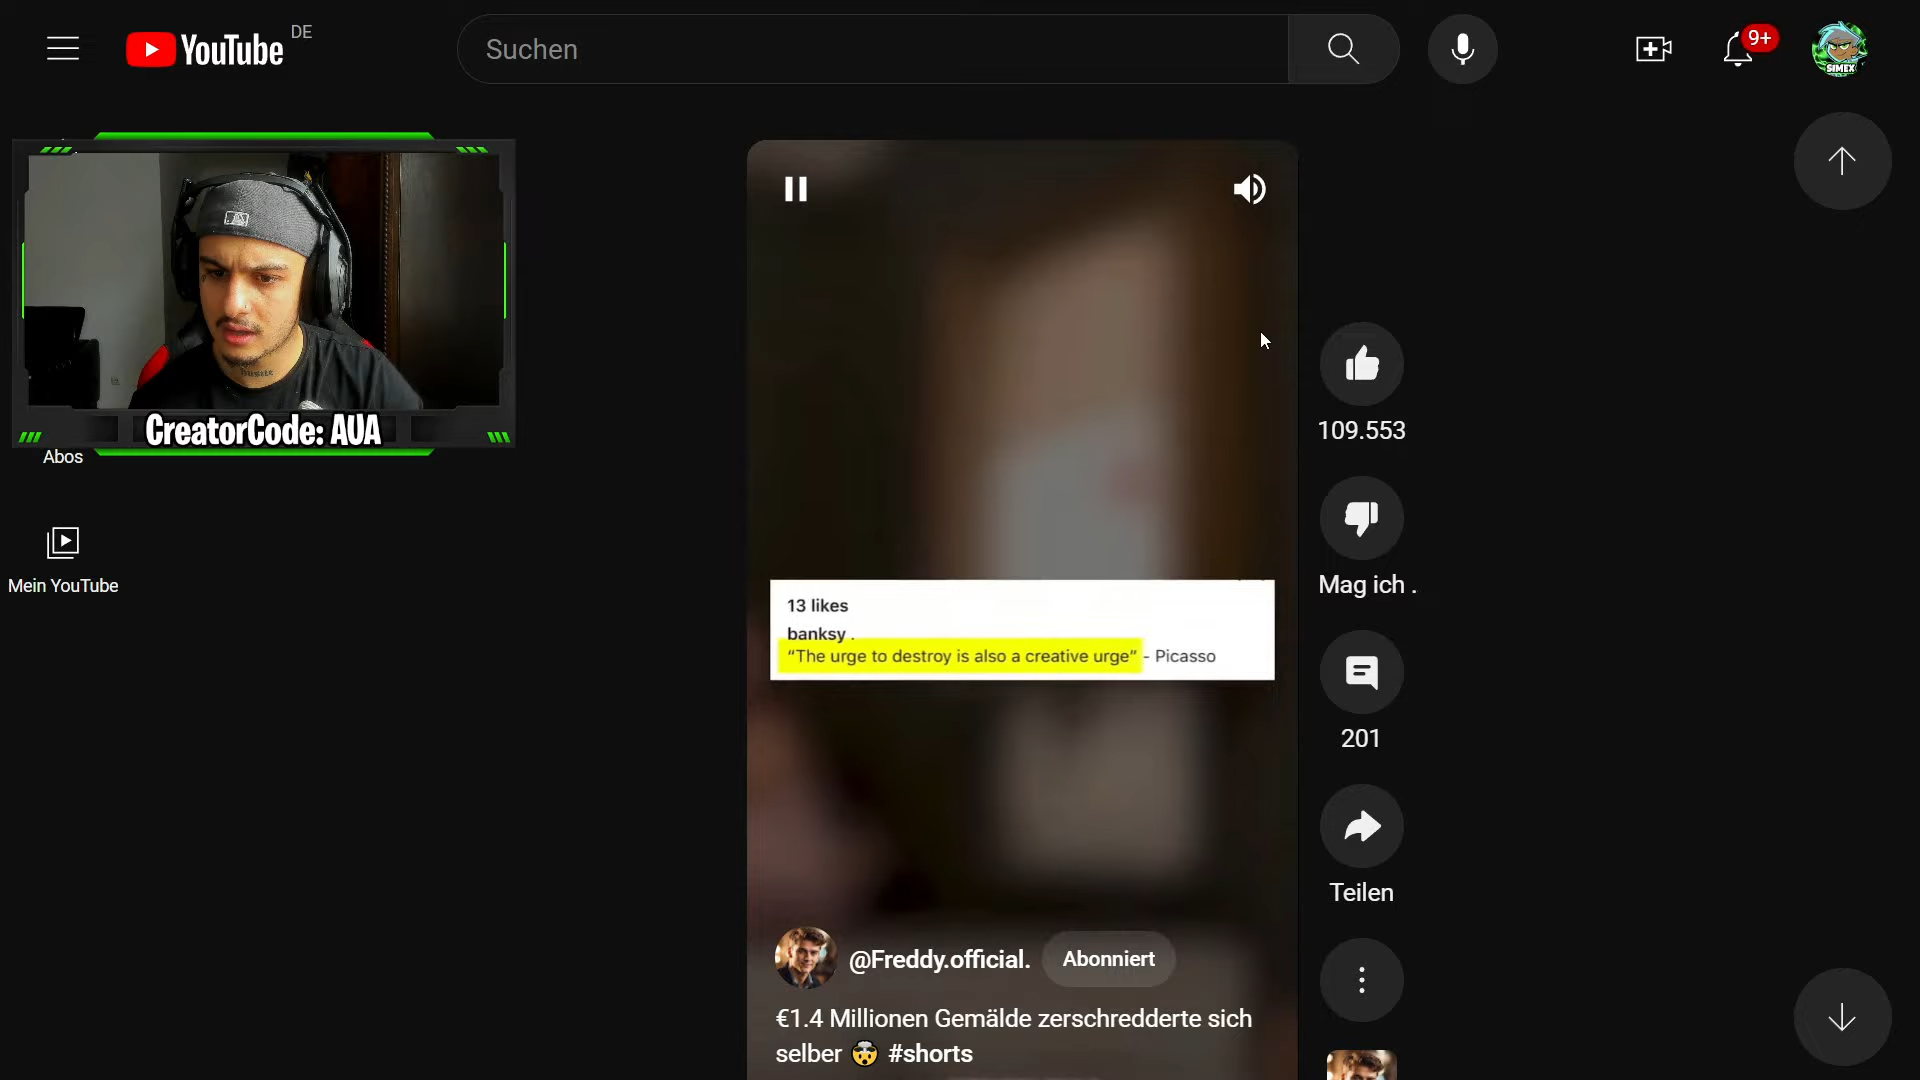 YouTube DE
Suchen
9+
SIMEX
CreatorCode: AUA
Abos
Mein YouTube
13 likes
banksy .
“The urge to destroy is also a creative urge” - Picasso
109.553
Mag ich .
201
Teilen
@Freddy.official. Abonniert
€1.4 Millionen Gemälde zerschredderte sich
selber 🤯 #shorts